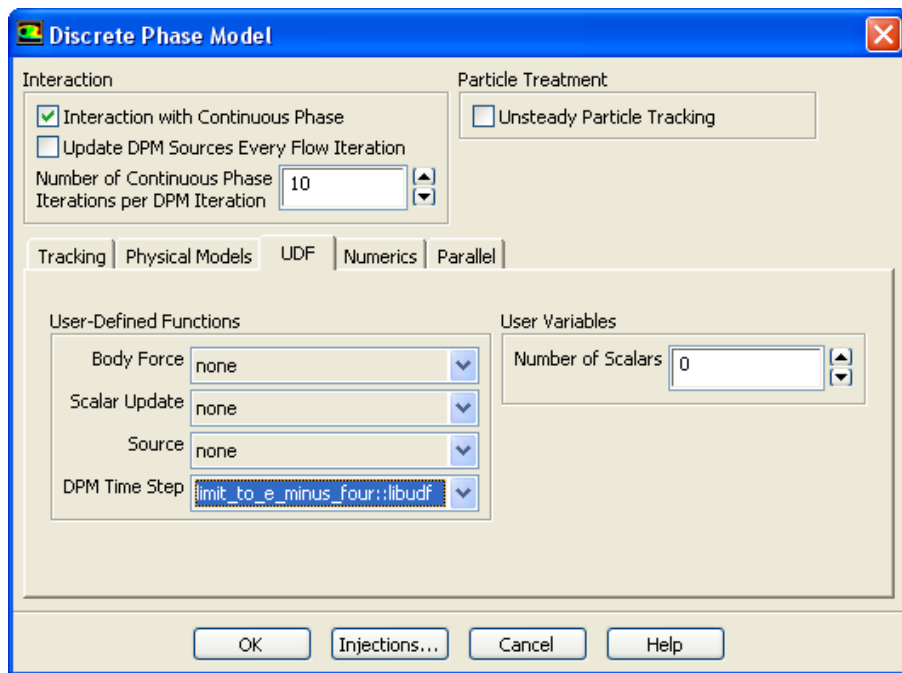 Discrete Phase Model
Interaction
Interaction with Continuous Phase
Update DPM Sources Every Flow Iteration
Number of Continuous Phase
Iterations per DPM Iteration
10
Particle Treatment
Unsteady Particle Tracking
Tracking
Physical Models
UDF
Numerics
Parallel
User-Defined Functions
Body Force
none
Scalar Update
none
Source
none
DPM Time Step
limit_to_e_minus_four::libudf
User Variables
Number of Scalars
0
OK
Injections...
Cancel
Help